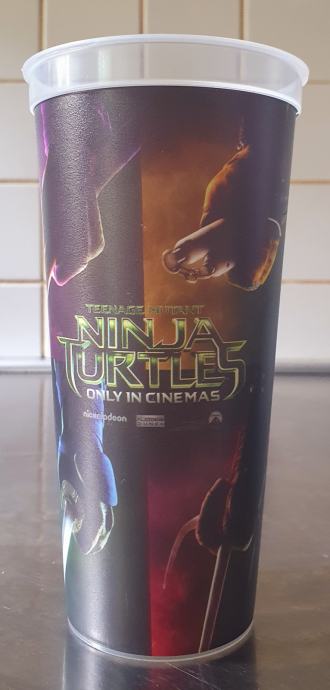 TEENAGE MUTANT
NINJA
TURTLES
ONLY IN CINEMAS
nickelodeon